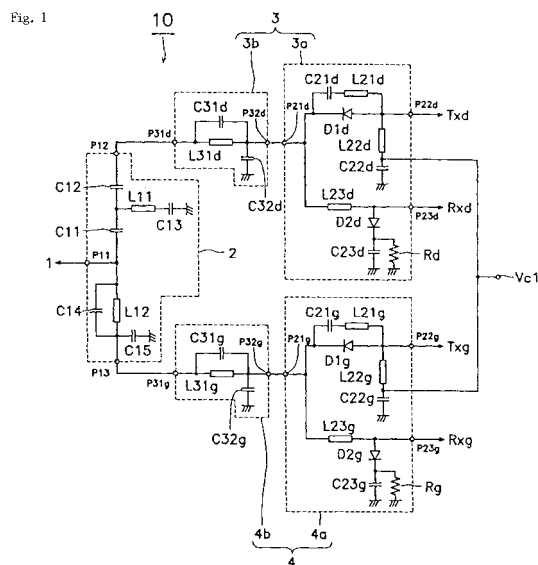 Fig. 1
10
3
3b
3a
C21d
L21d
C31d
P31d
P32d
P21d
P22d
Txd
D1d
L22d
C22d
L31d
C32d
P12
C12
L11
C13
C11
L23d
Rxd
P23d
D2d
C23d
Rd
2
1
P11
Vc1
C14
L12
C15
P13
C21g
L21g
C31g
P31g
P32g
P21g
P22g
Txg
D1g
L22g
C22g
L31g
C32g
L23g
Rxg
P23g
D2g
C23g
Rg
4b
4a
4